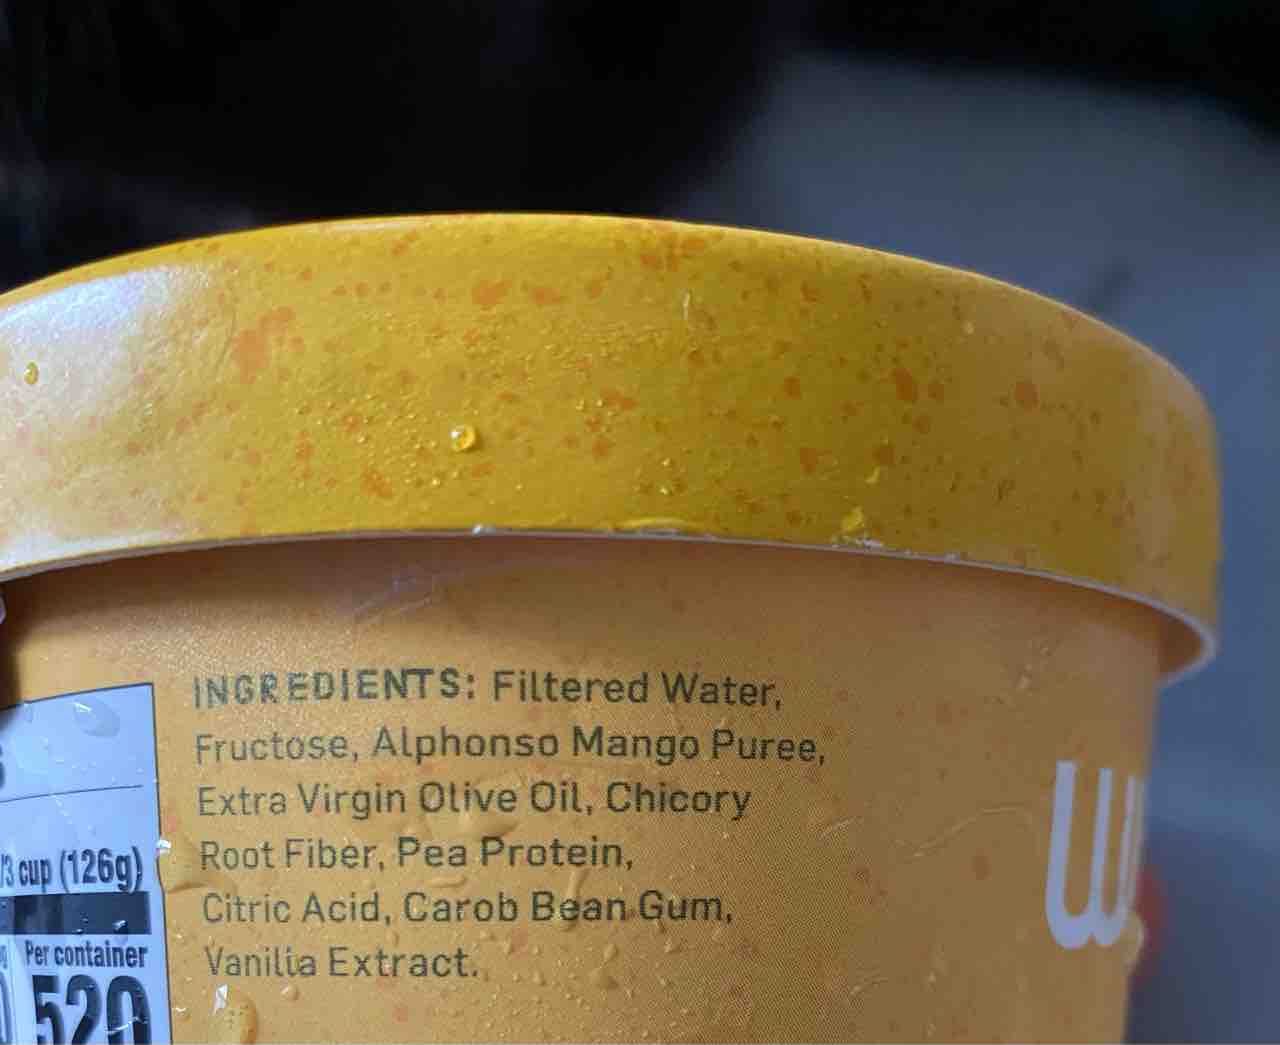 INGREDIENTS: Filtered Water,
Fructose, Alphonso Mango Puree,
Extra Virgin Olive Oil, Chicory
Root Fiber, Pea Protein,
Citric Acid, Carob Bean Gum,
Vanilla Extract.
/3 cup (126g)
Per container
520